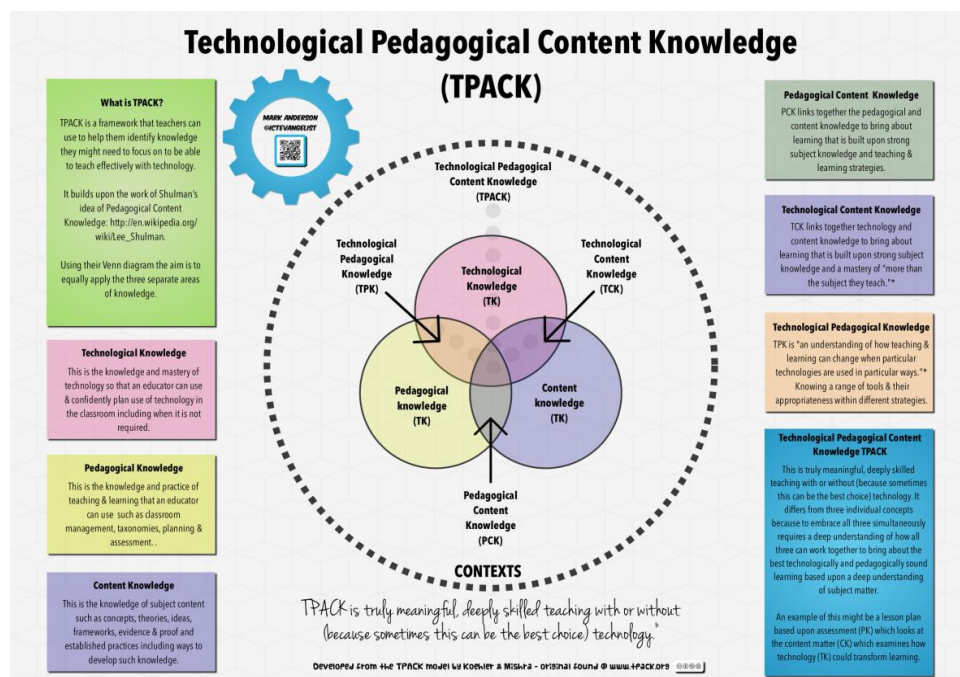 Technological Pedagogical Content Knowledge
(TPACK)
What is TPACK?
TPACK is a framework that teachers can
use to help them identify knowledge
they might need to focus on to be able
to teach effectively with technology.
It builds upon the work of Shulman's
idea of Pedagogical Content
Knowledge: http://en.wikipedia.org/
wiki/Lee_Shulman.
Using their Venn diagram the aim is to
equally apply the three separate areas
of knowledge.
Technological Knowledge
This is the knowledge and mastery of
technology so that an educator can use
& confidently plan use of technology in
the classroom including when it is not
required.
Pedagogical Knowledge
This is the knowledge and practice of
teaching & learning that an educator
can use such as classroom
management, taxonomies, planning &
assessment. .
Content Knowledge
This is the knowledge of subject content
such as concepts, theories, ideas,
frameworks, evidence & proof and
established practices including ways to
develop such knowledge.
MARK ANDERSON
@ICTEVANGELIST
Technological Pedagogical
Content Knowledge
(TPACK)
Technological
Pedagogical
Knowledge
(TPK)
Technological
Content
Knowledge
(TCK)
Technological
Knowledge
(TK)
Pedagogical
knowledge
(TK)
Content
knowledge
(TK)
Pedagogical
Content
Knowledge
(PCK)
CONTEXTS
TPACK is truly meaningful, deeply skilled teaching with or without
(because sometimes this can be the best choice) technology."
Developed from the TPACK model by Koehler & Mishra - original found @ www.tpack.org
Pedagogical Content Knowledge
PCK links together the pedagogical and
content knowledge to bring about
learning that is built upon strong
subject knowledge and teaching &
learning strategies.
Technological Content Knowledge
TCK links together technology and
content knowledge to bring about
learning that is built upon strong subject
knowledge and a mastery of "more than
the subject they teach."*
Technological Pedagogical Knowledge
TPK is "an understanding of how teaching &
learning can change when particular
technologies are used in particular ways."*
Knowing a range of tools & their
appropriateness within different strategies.
Technological Pedagogical Content
Knowledge TPACK
This is truly meaningful, deeply skilled
teaching with or without (because sometimes
this can be the best choice) technology. It
differs from three individual concepts
because to embrace all three simultaneously
requires a deep understanding of how all
three can work together to bring about the
best technologically and pedagogically sound
learning based upon a deep understanding
of subject matter.
An example of this might be a lesson plan
based upon assessment (PK) which looks at
the content matter (CK) which examines how
technology (TK) could transform learning.